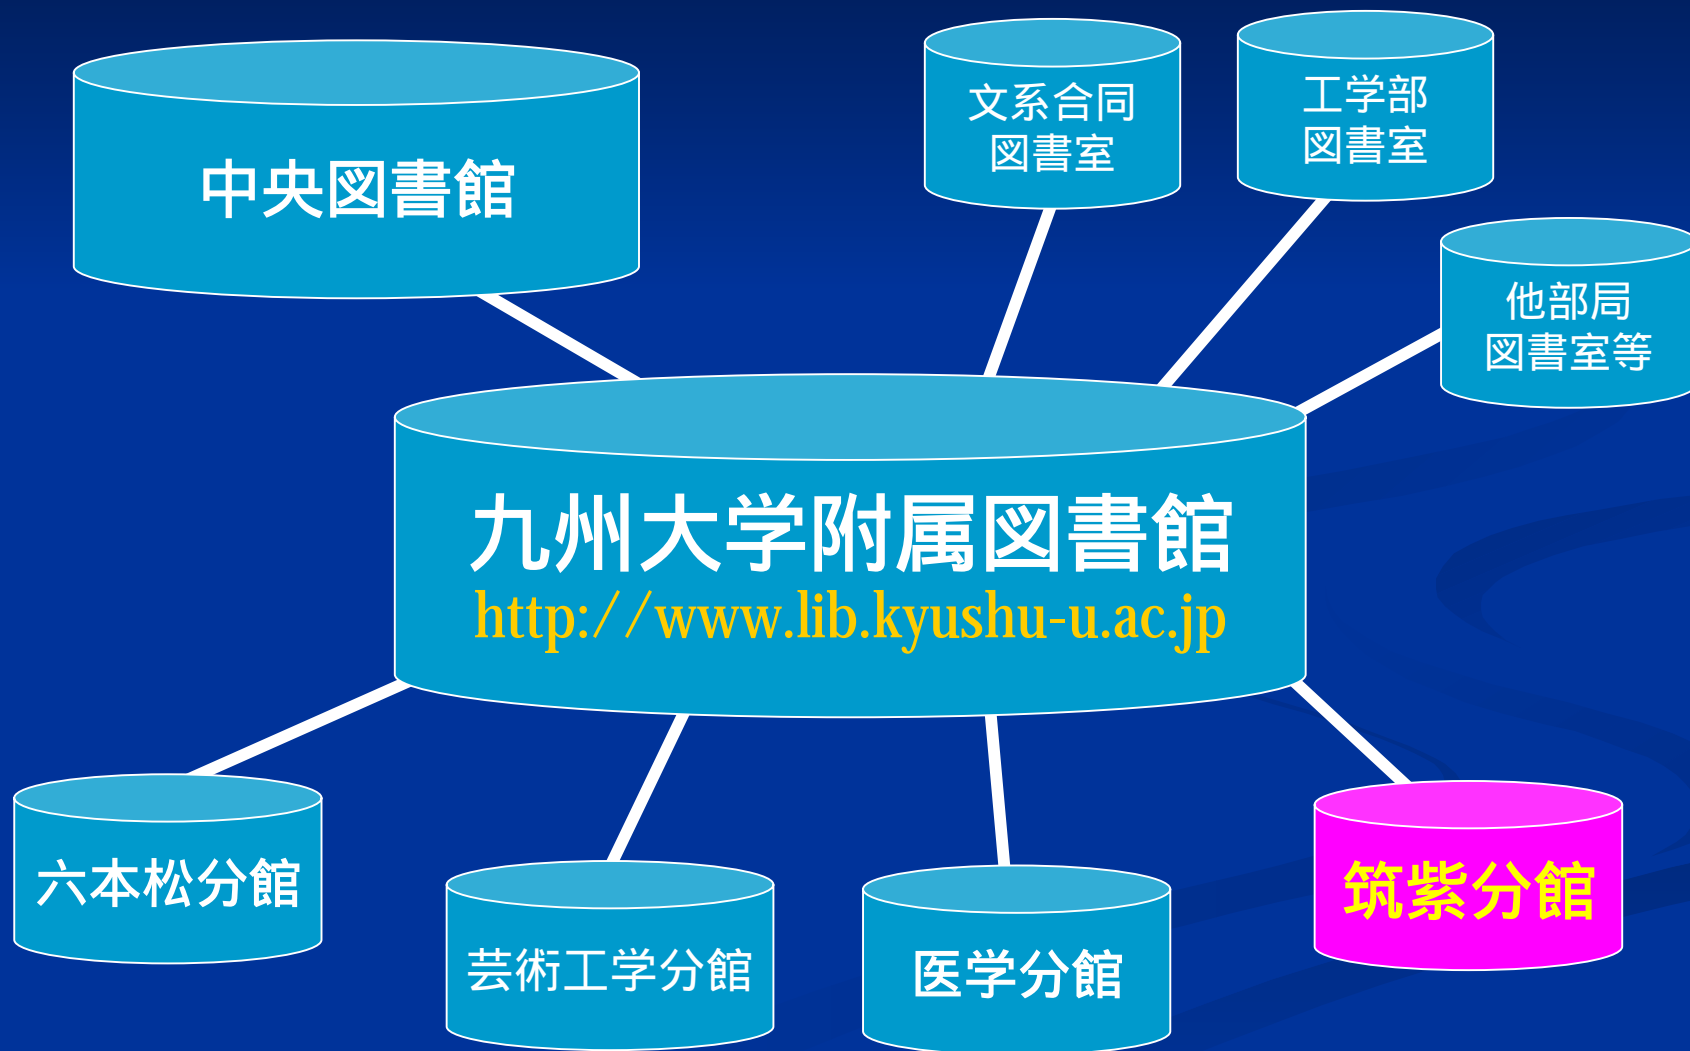 中央図書館
文系合同
図書室
工学部
図書室
他部局
図書室等
九州大学附属図書館
http://www.lib.kyushu-u.ac.jp
六本松分館
芸術工学分館
医学分館
筑紫分館